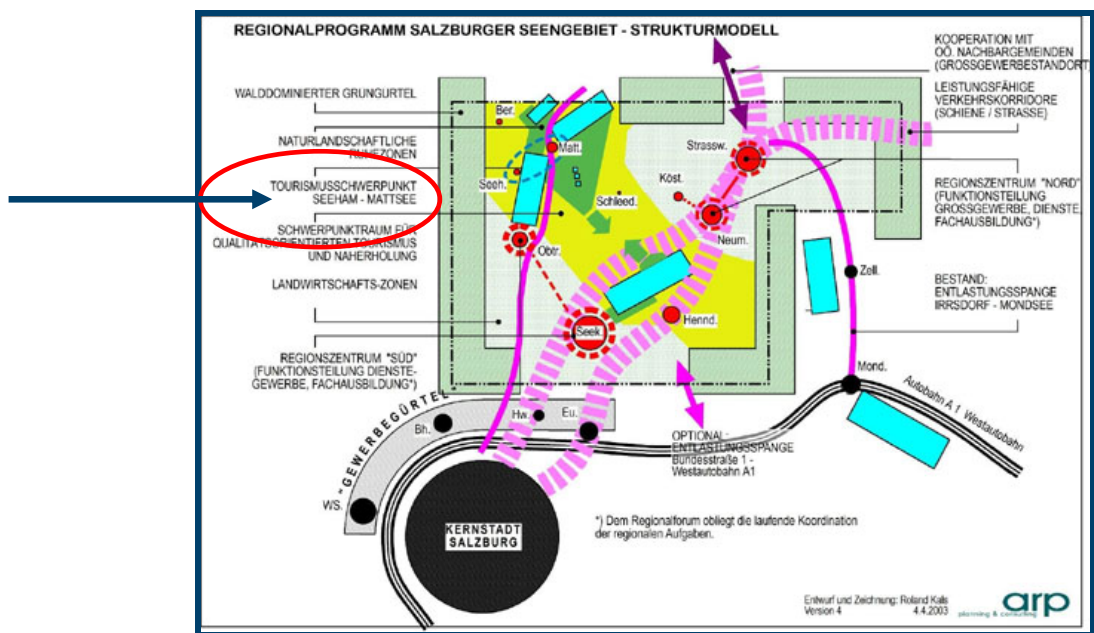 REGIONALPROGRAMM SALZBURGER SEENGEBIET - STRUKTURMODELL
WALDDOMINIERTER GRÜNGÜRTEL
NATURLANDSCHAFTLICHE
RUHEZONEN
TOURISMUSSCHWERPUNKT
SEEHAM - MATTSEE
SCHWERPUNKTRAUM FÜR
QUALITÄTSORIENTIERTEN TOURISMUS
UND NAHERHOLUNG
LANDWIRTSCHAFTS-ZONEN
REGIONSZENTRUM "SÜD"
(FUNKTIONSTEILUNG DIENSTE-
GEWERBE, FACHAUSBILDUNG*)
KOOPERATION MIT
OÖ. NACHBARGEMEINDEN
(GROSSGEWERBESTANDORT)
LEISTUNGSFÄHIGE
VERKEHRSKORRIDORE
(SCHIENE / STRASSE)
REGIONSZENTRUM "NORD"
(FUNKTIONSTEILUNG
GROSSGEWERBE, DIENSTE,
FACHAUSBILDUNG*)
BESTAND:
ENTLASTUNGSSPANGE
IRRSDORF - MONDSEE
Ber.
Matt.
Seeh.
Schleed.
Köst.
Strassw.
Neum.
Obtr.
Zell.
Seek.
Hennd.
Mond.
Autobahn A 1 Westautobahn
"GEWERBEGÜRTEL"
Bh.
Hw.
Eu.
WS.
OPTIONAL:
ENTLASTUNGSSPANGE
Bundesstraße 1 -
Westautobahn A1
KERNSTADT
SALZBURG
*) Dem Regionalforum obliegt die laufende Koordination
der regionalen Aufgaben.
Entwurf und Zeichnung: Roland Kals
Version 4 4.4.2003
arp
planning & consulting